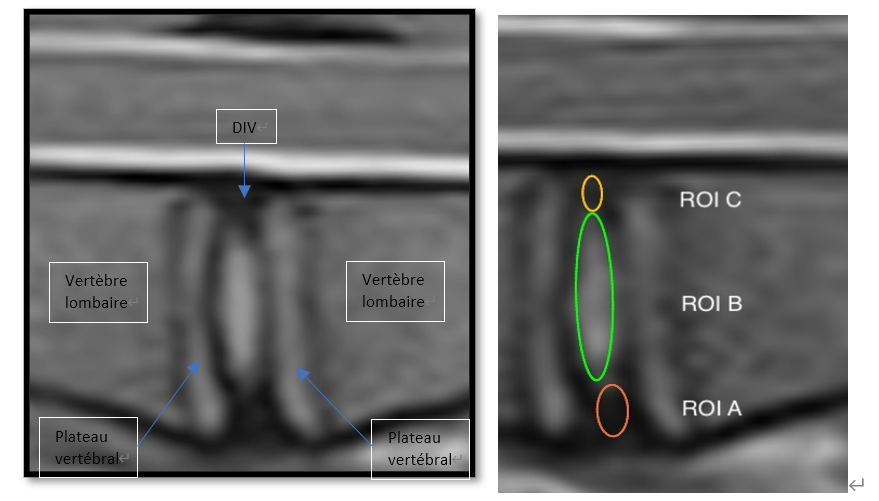 DIV
Vertèbre
lombaire
Vertèbre
lombaire
Plateau
vertébral
Plateau
vertébral
ROI C
ROI B
ROI A